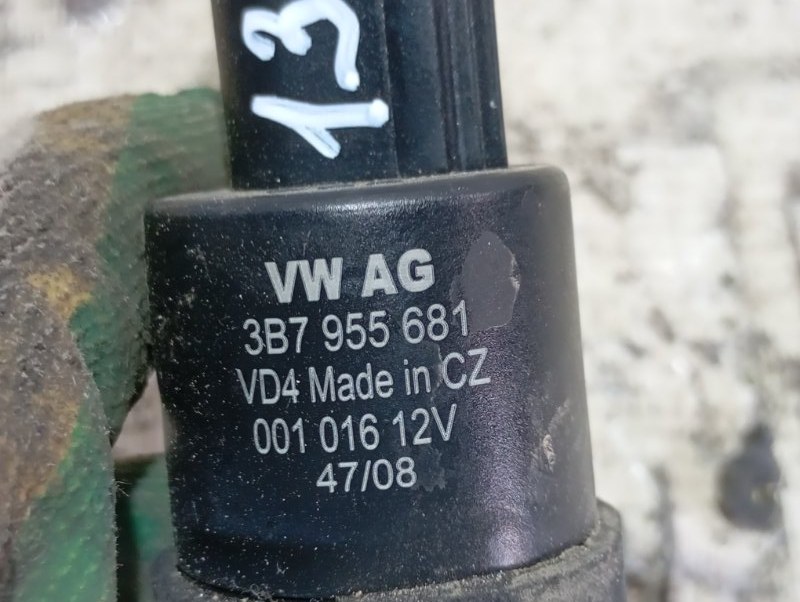 13
VW AG
3B7 955 681
VD4 Made in CZ
001 016 12V
47/08